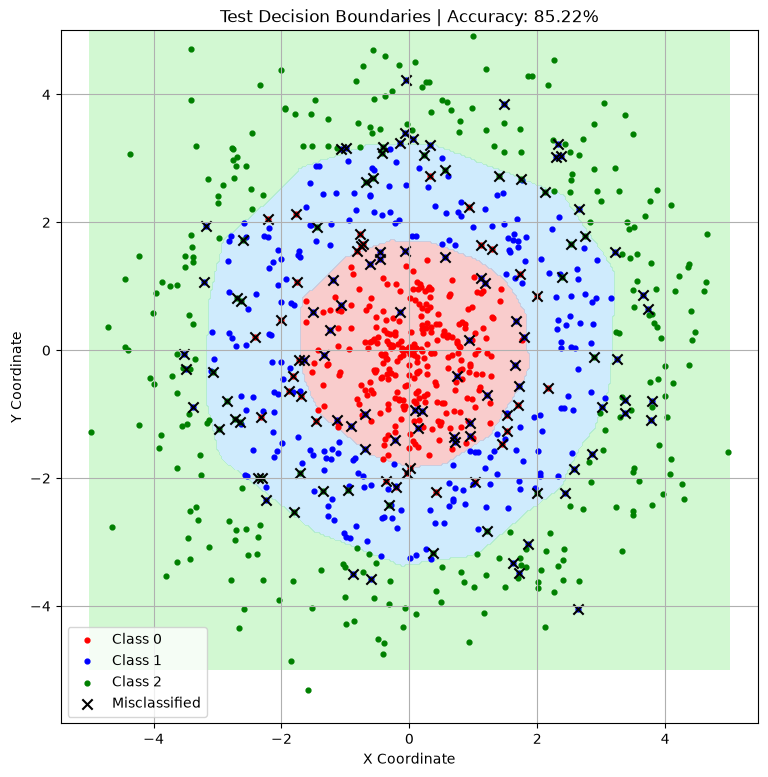 Test Decision Boundaries | Accuracy: 85.22%
Y Coordinate
4
2
0
−2
−4
Class 0
Class 1
Class 2
Misclassified
−4 −2 0 2 4
X Coordinate